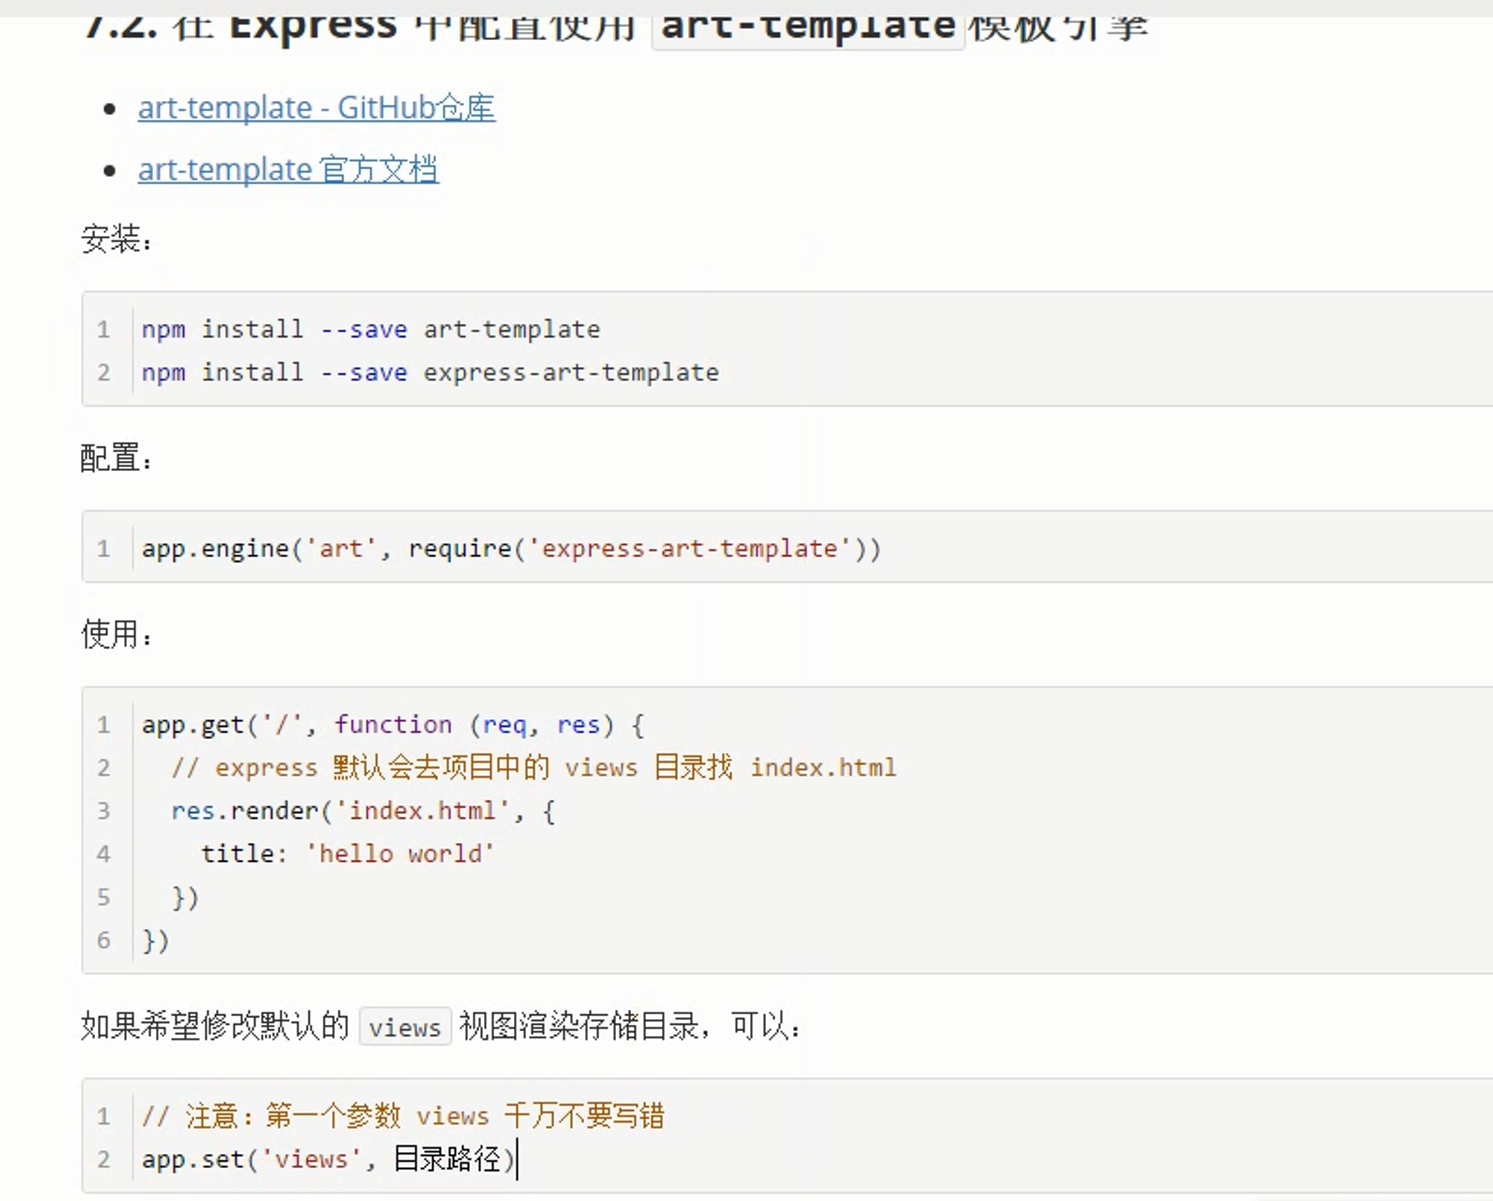 7.2. 在 Express 中配置使用 art-template 模板引擎
art-template - GitHub仓库
art-template 官方文档
安装：
1 npm install --save art-template
2 npm install --save express-art-template
配置：
1 app.engine('art', require('express-art-template'))
使用：
1 app.get('/', function (req, res) {
2 // express 默认会去项目中的 views 目录找 index.html
3 res.render('index.html', {
4 title: 'hello world'
5 })
6 })
如果希望修改默认的 views 视图渲染存储目录，可以：
1 // 注意：第一个参数 views 千万不要写错
2 app.set('views', 目录路径)